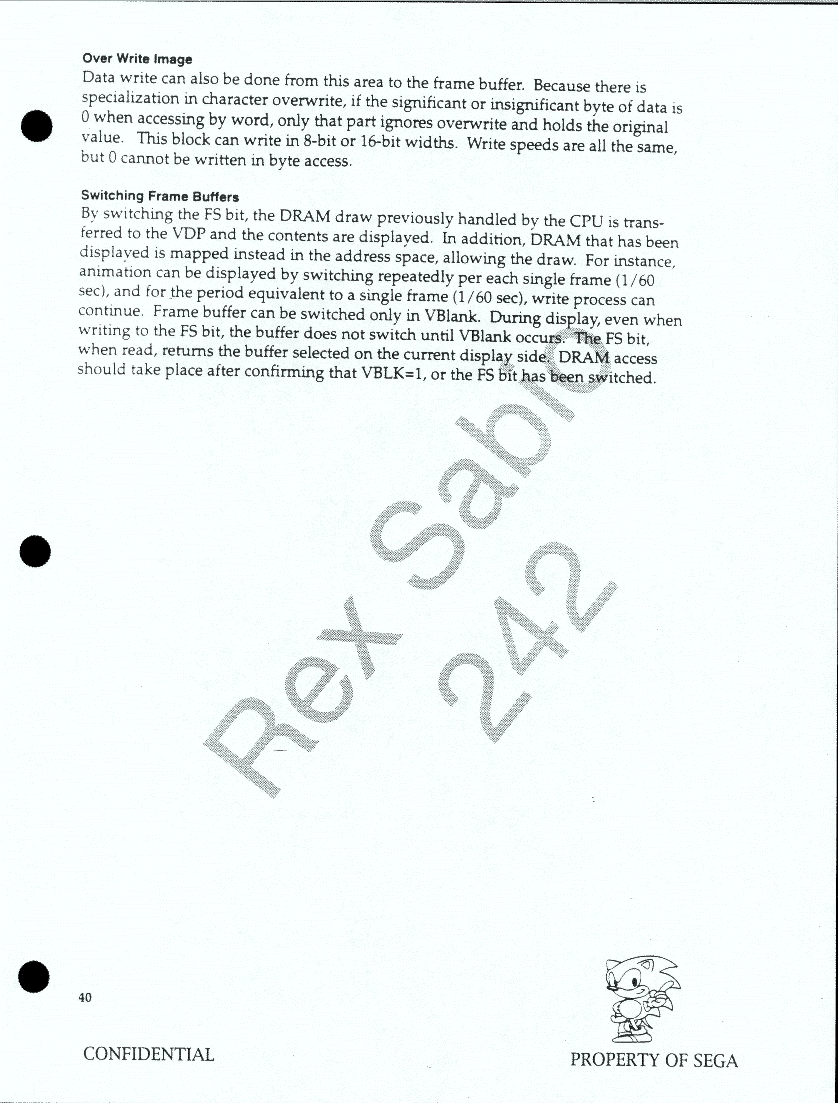 Over Write Image
Data write can also be done from this area to the frame buffer. Because there is
specialization in character overwrite, if the significant or insignificant byte of data is
0 when accessing by word, only that part ignores overwrite and holds the original
value. This block can write in 8-bit or 16-bit widths. Write speeds are all the same,
but 0 cannot be written in byte access.
Switching Frame Buffers
By switching the FS bit, the DRAM draw previously handled by the CPU is trans-
ferred to the VDP and the contents are displayed. In addition, DRAM that has been
displayed is mapped instead in the address space, allowing the draw. For instance,
animation can be displayed by switching repeatedly per each single frame (1/60
sec), and for the period equivalent to a single frame (1/60 sec), write process can
continue. Frame buffer can be switched only in VBlank. During display, even when
writing to the FS bit, the buffer does not switch until VBlank occurs. The FS bit,
when read, returns the buffer selected on the current display side. DRAM access
should take place after confirming that VBLK=1, or the FS bit has been switched.
Rex Sabio
242
40
CONFIDENTIAL
PROPERTY OF SEGA